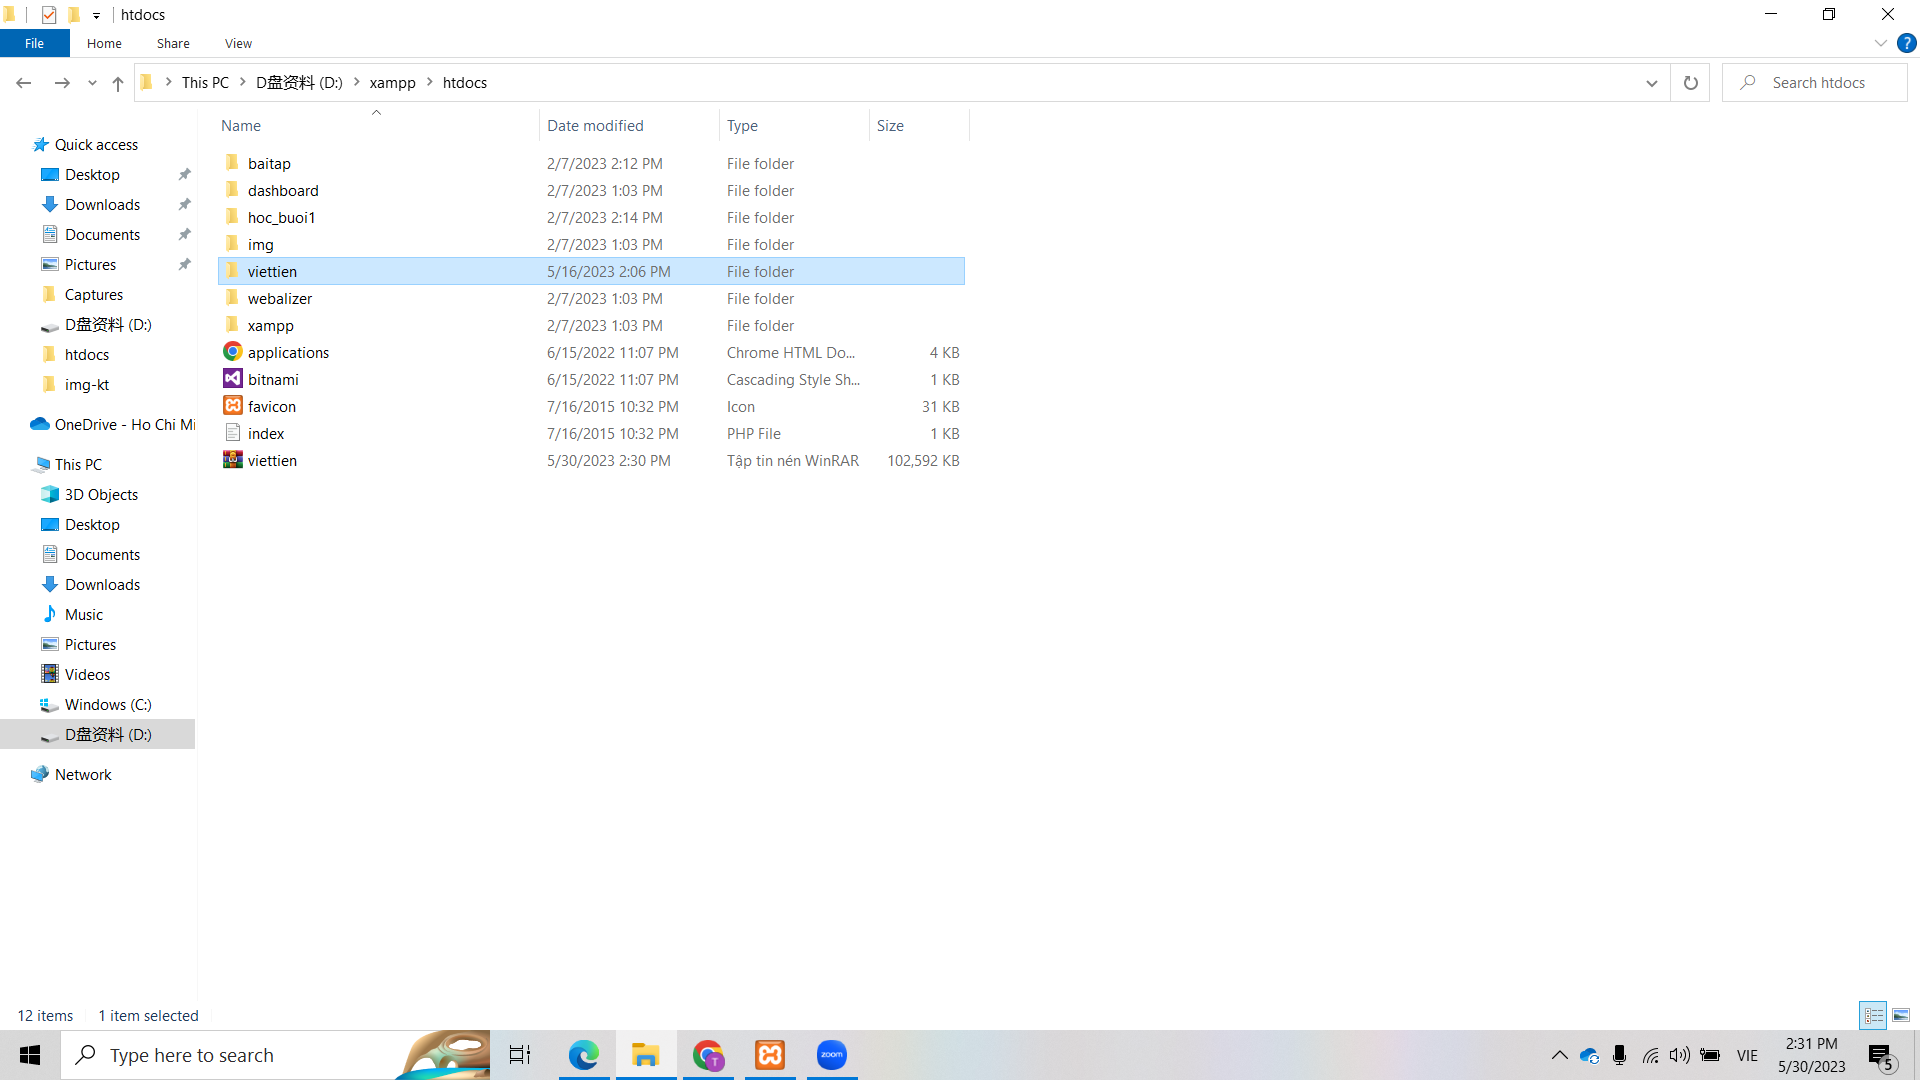 htdocs
File Home Share View
This PC D盘资料 (D:) xampp htdocs
Search htdocs
Name Date modified Type Size
Quick access
Desktop
Downloads
Documents
Pictures
Captures
D盘资料 (D:)
htdocs
img-kt
OneDrive - Ho Chi Mi
This PC
3D Objects
Desktop
Documents
Downloads
Music
Pictures
Videos
Windows (C:)
D盘资料 (D:)
Network
baitap 2/7/2023 2:12 PM File folder
dashboard 2/7/2023 1:03 PM File folder
hoc_buoi1 2/7/2023 2:14 PM File folder
img 2/7/2023 1:03 PM File folder
viettien 5/16/2023 2:06 PM File folder
webalizer 2/7/2023 1:03 PM File folder
xampp 2/7/2023 1:03 PM File folder
applications 6/15/2022 11:07 PM Chrome HTML Do... 4 KB
bitnami 6/15/2022 11:07 PM Cascading Style Sh... 1 KB
favicon 7/16/2015 10:32 PM Icon 31 KB
index 7/16/2015 10:32 PM PHP File 1 KB
viettien 5/30/2023 2:30 PM Tập tin nén WinRAR 102,592 KB
12 items 1 item selected
Type here to search
T
zoom
VIE
2:31 PM
5/30/2023
5